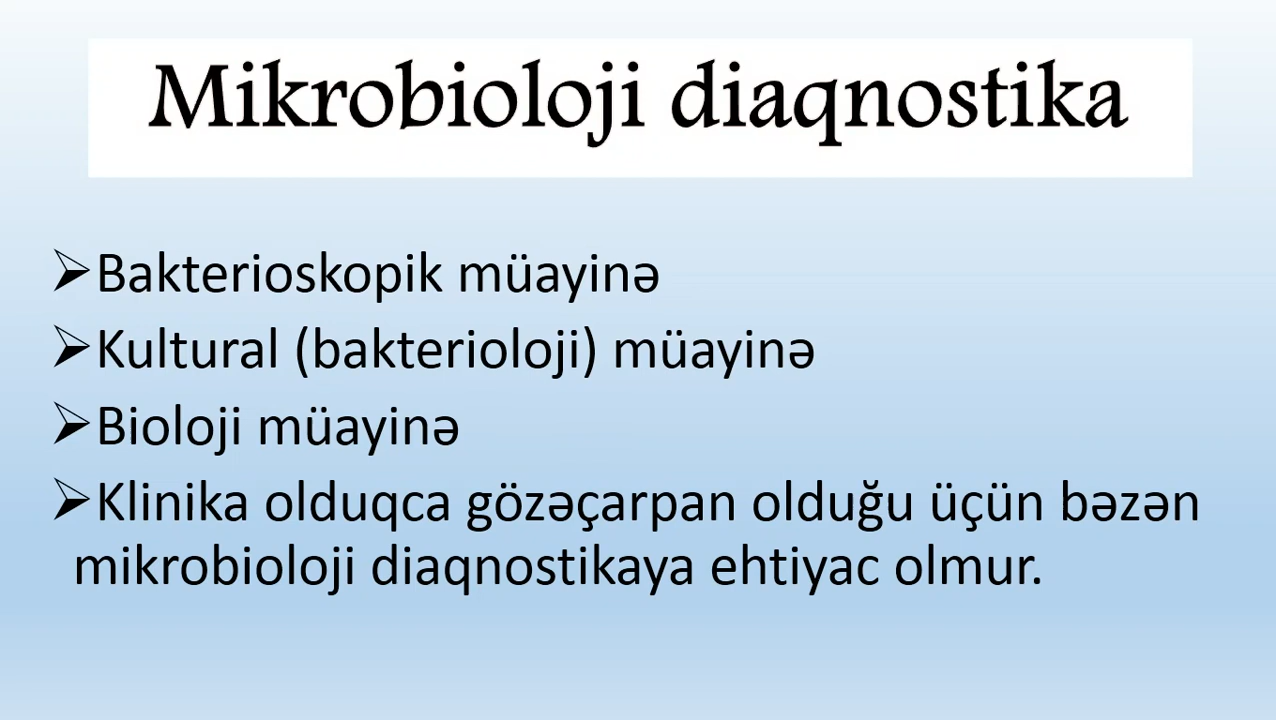 Mikrobioloji diaqnostika
➢Bakterioskopik müayinə
➢Kultural (bakterioloji) müayinə
➢Bioloji müayinə
➢Klinika olduqca gözəçarpan olduğu üçün bəzən
mikrobioloji diaqnostikaya ehtiyac olmur.